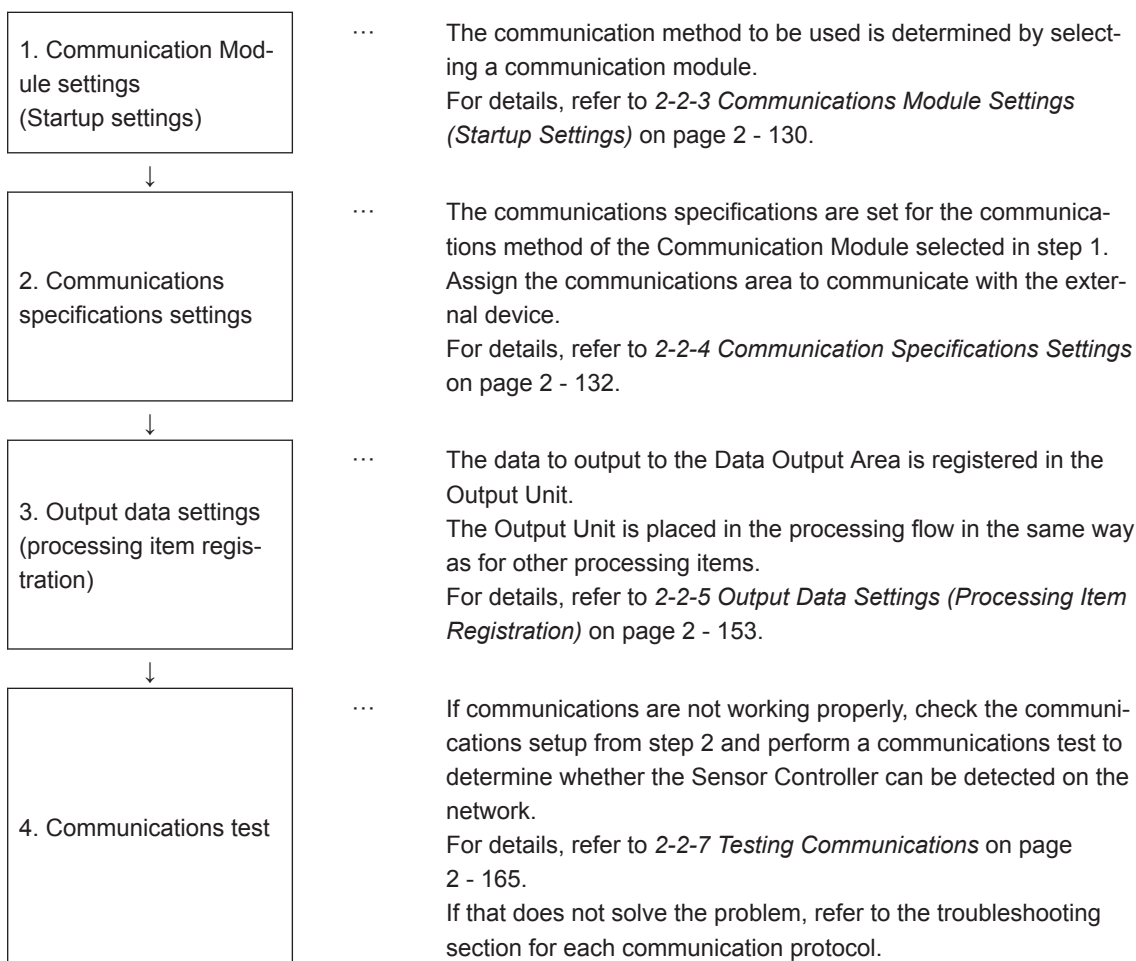 1. Communication Mod-
ule settings
(Startup settings)
… The communication method to be used is determined by select-
ing a communication module.
For details, refer to 2-2-3 Communications Module Settings
(Startup Settings) on page 2 - 130.
↓
2. Communications
specifications settings
… The communications specifications are set for the communica-
tions method of the Communication Module selected in step 1.
Assign the communications area to communicate with the exter-
nal device.
For details, refer to 2-2-4 Communication Specifications Settings
on page 2 - 132.
↓
3. Output data settings
(processing item regis-
tration)
… The data to output to the Data Output Area is registered in the
Output Unit.
The Output Unit is placed in the processing flow in the same way
as for other processing items.
For details, refer to 2-2-5 Output Data Settings (Processing Item
Registration) on page 2 - 153.
↓
4. Communications test
… If communications are not working properly, check the communi-
cations setup from step 2 and perform a communications test to
determine whether the Sensor Controller can be detected on the
network.
For details, refer to 2-2-7 Testing Communications on page
2 - 165.
If that does not solve the problem, refer to the troubleshooting
section for each communication protocol.